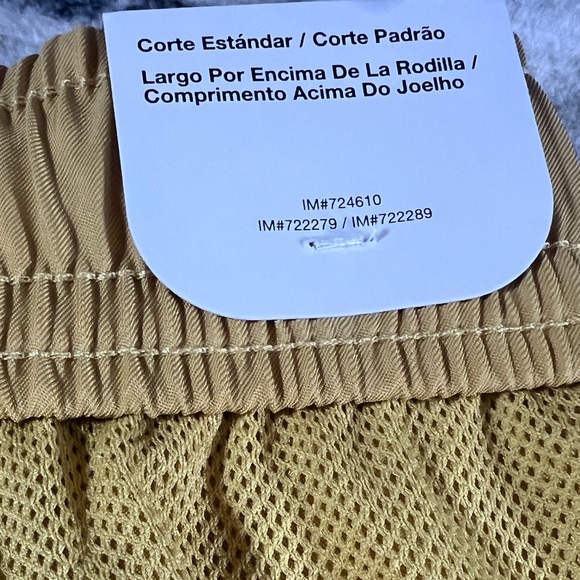 Corte Estándar / Corte Padrão
Largo Por Encima De La Rodilla /
Comprimento Acima Do Joelho
IM#724610
IM#722279 / IM#722289